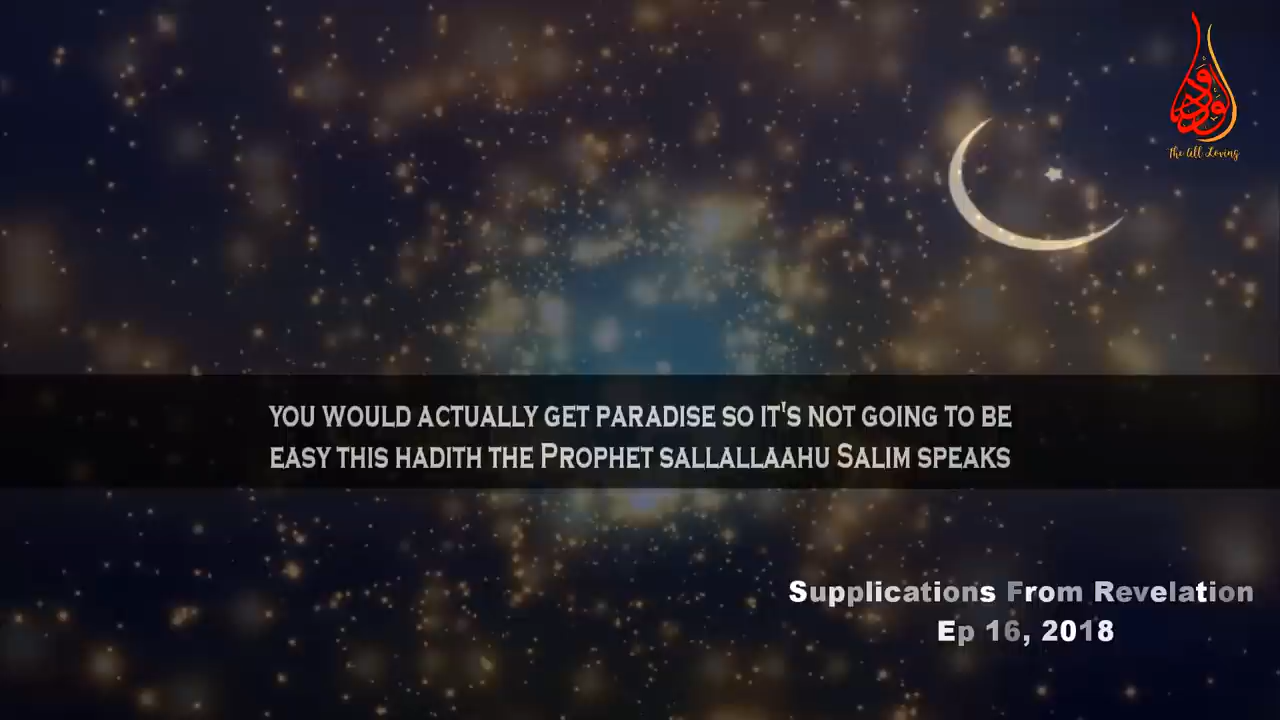 الودود
The All Loving
YOU WOULD ACTUALLY GET PARADISE SO IT'S NOT GOING TO BE
EASY THIS HADITH THE PROPHET SALLALLAAHU SALIM SPEAKS
Supplications From Revelation
Ep 16, 2018